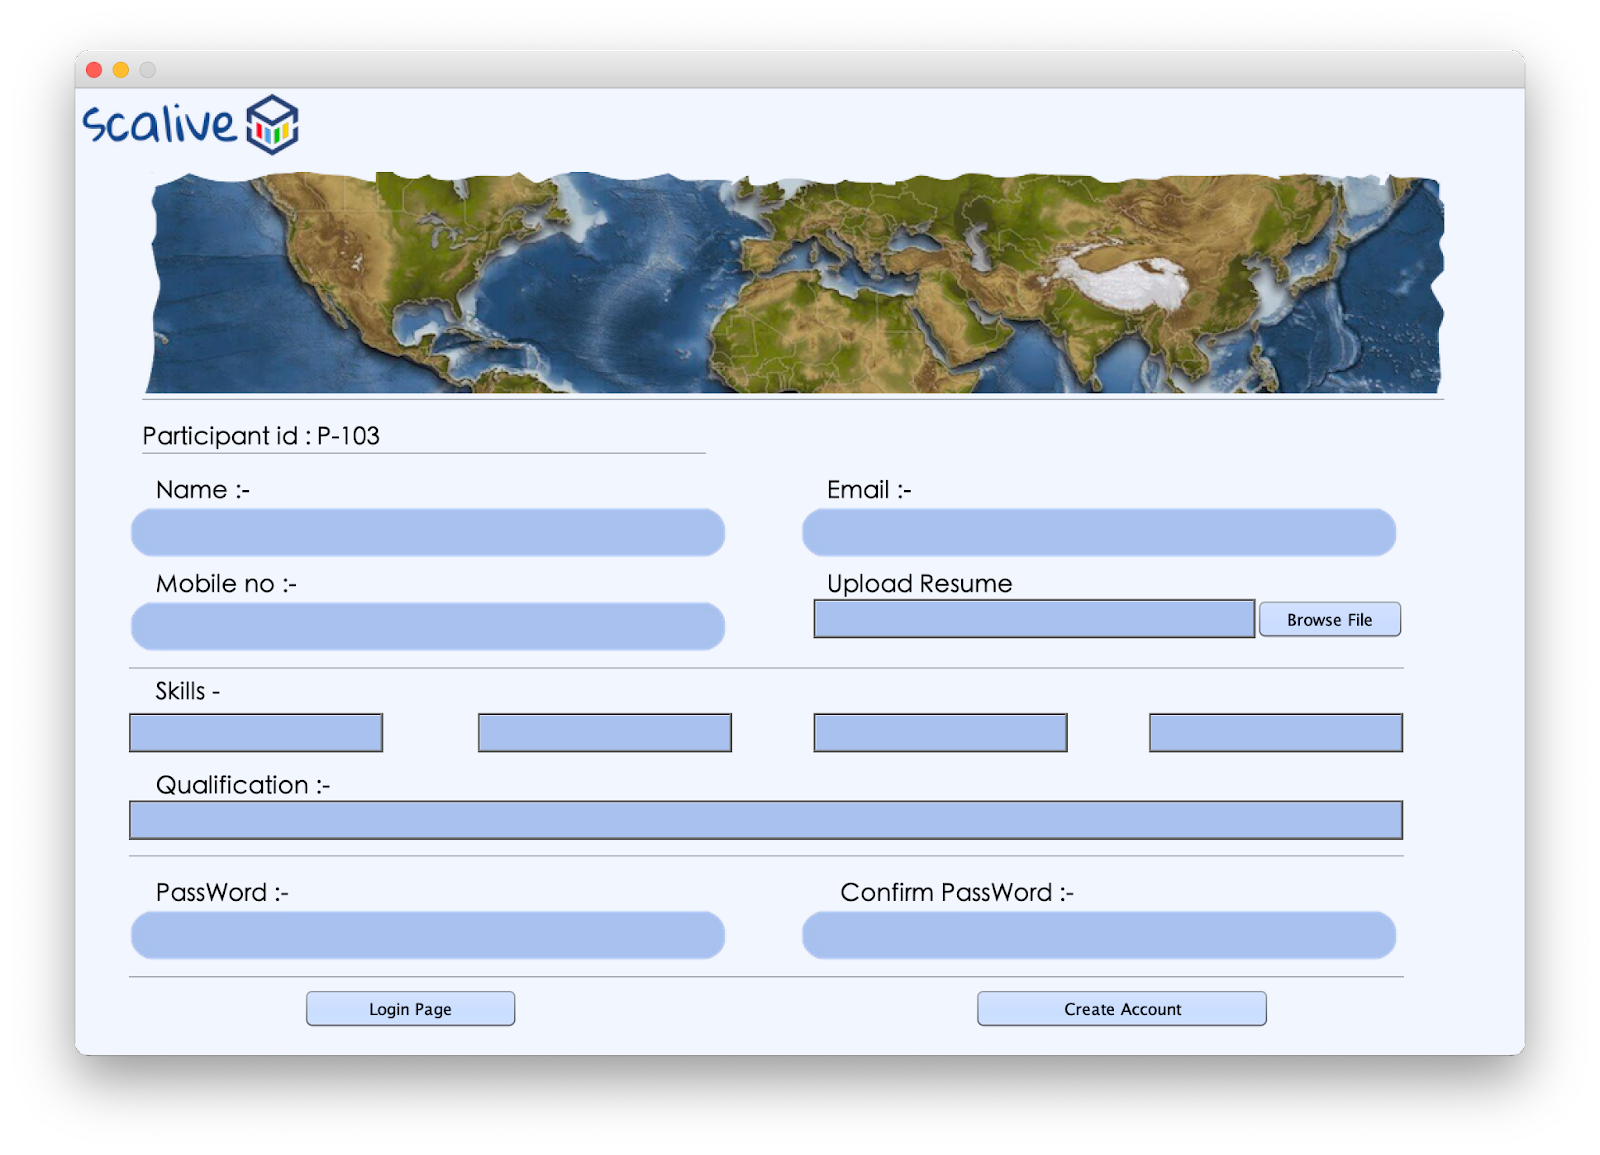 scalive
Participant id : P-103
Name :-
Email :-
Mobile no :-
Upload Resume
Browse File
Skills -
Qualification :-
PassWord :-
Confirm PassWord :-
Login Page
Create Account